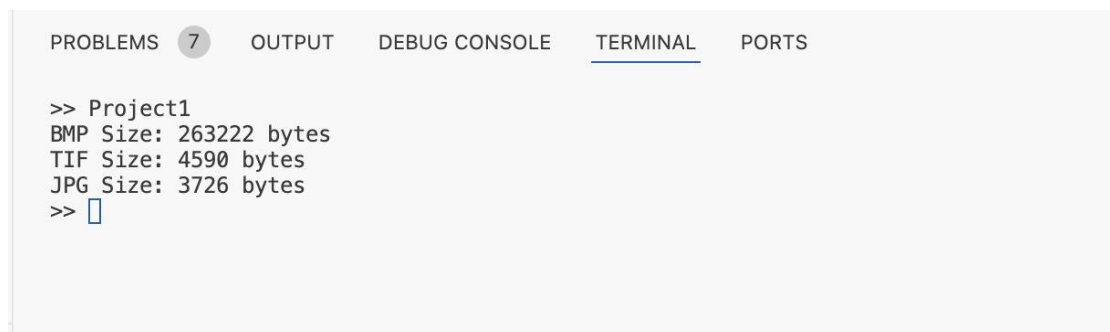 PROBLEMS 7 OUTPUT DEBUG CONSOLE TERMINAL PORTS
>> Project1
BMP Size: 263222 bytes
TIF Size: 4590 bytes
JPG Size: 3726 bytes
>>